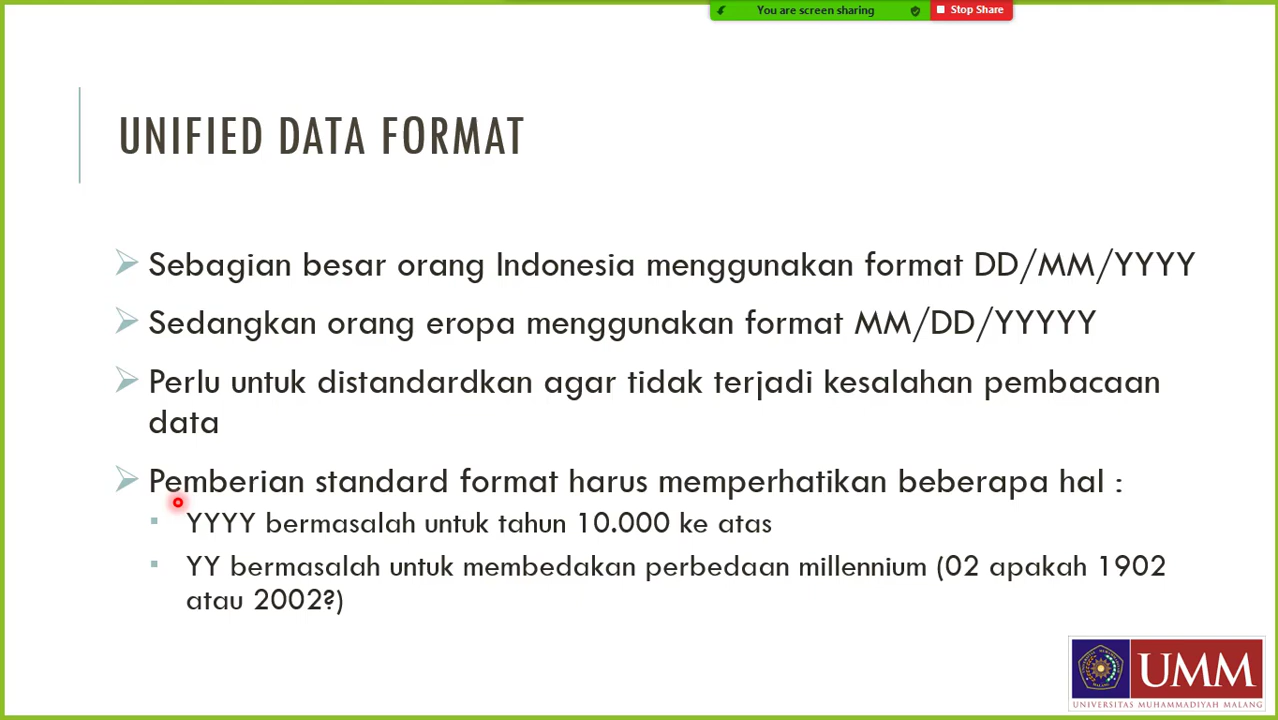 You are screen sharing
Stop Share
UNIFIED DATA FORMAT
Sebagian besar orang Indonesia menggunakan format DD/MM/YYYY
Sedangkan orang eropa menggunakan format MM/DD/YYYYY
Perlu untuk distandardkan agar tidak terjadi kesalahan pembacaan
data
Pemberian standard format harus memperhatikan beberapa hal :
YYYY bermasalah untuk tahun 10.000 ke atas
YY bermasalah untuk membedakan perbedaan millennium (02 apakah 1902
atau 2002?)
UMM
UNIVERSITAS MUHAMMADIYAH MALANG